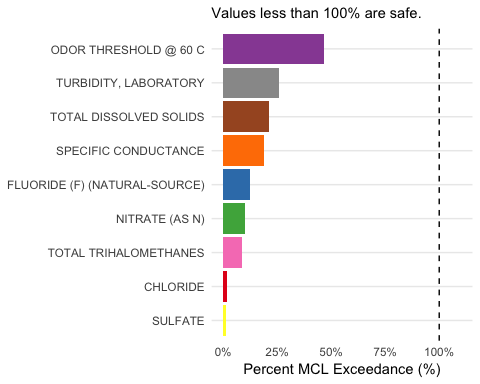 Values less than 100% are safe.
ODOR THRESHOLD @ 60 C
TURBIDITY, LABORATORY
TOTAL DISSOLVED SOLIDS
SPECIFIC CONDUCTANCE
FLUORIDE (F) (NATURAL-SOURCE)
NITRATE (AS N)
TOTAL TRIHALOMETHANES
CHLORIDE
SULFATE
0% 25% 50% 75% 100%
Percent MCL Exceedance (%)